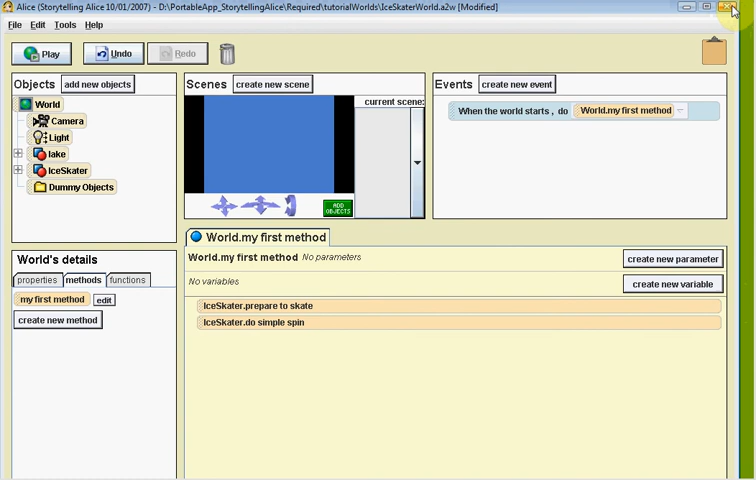 Alice (Storytelling Alice 10/01/2007) - D:\PortableApp_StorytellingAlice\Required\tutorialWorlds\IceSkaterWorld.a2w [Modified]
File Edit Tools Help
Play Undo Redo
Objects add new objects
World
Camera
Light
lake
IceSkater
Dummy Objects
Scenes create new scene
current scene:
ADD
OBJECTS
Events create new event
When the world starts , do World.my first method
World's details
properties methods functions
my first method edit
create new method
World.my first method
World.my first method No parameters create new parameter
No variables create new variable
IceSkater.prepare to skate
IceSkater.do simple spin